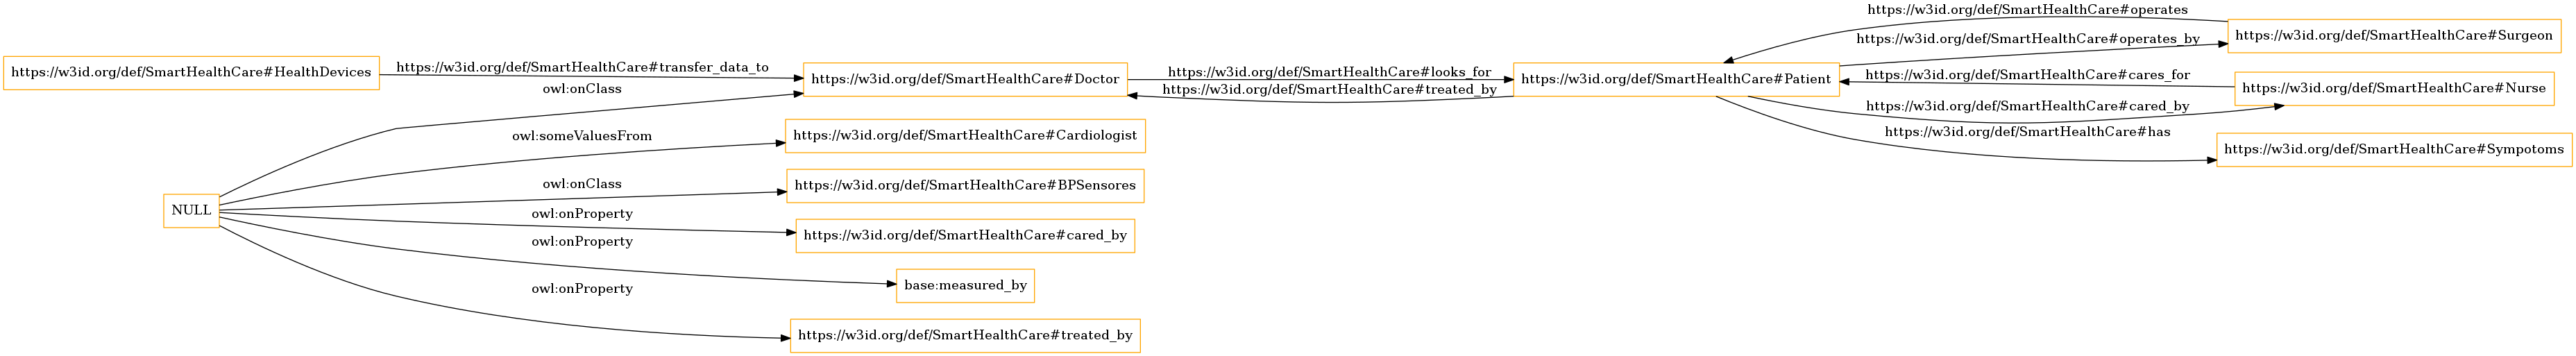 https://w3id.org/def/SmartHealthCare#operates
https://w3id.org/def/SmartHealthCare#Surgeon
https://w3id.org/def/SmartHealthCare#operates_by
https://w3id.org/def/SmartHealthCare#HealthDevices
https://w3id.org/def/SmartHealthCare#transfer_data_to
https://w3id.org/def/SmartHealthCare#Doctor
https://w3id.org/def/SmartHealthCare#looks_for
https://w3id.org/def/SmartHealthCare#Patient
https://w3id.org/def/SmartHealthCare#cares_for
https://w3id.org/def/SmartHealthCare#Nurse
owl:onClass
https://w3id.org/def/SmartHealthCare#treated_by
https://w3id.org/def/SmartHealthCare#cared_by
owl:someValuesFrom
https://w3id.org/def/SmartHealthCare#Cardiologist
https://w3id.org/def/SmartHealthCare#has
https://w3id.org/def/SmartHealthCare#Sympotoms
owl:onClass
https://w3id.org/def/SmartHealthCare#BPSensores
NULL
owl:onProperty
https://w3id.org/def/SmartHealthCare#cared_by
owl:onProperty
base:measured_by
owl:onProperty
https://w3id.org/def/SmartHealthCare#treated_by